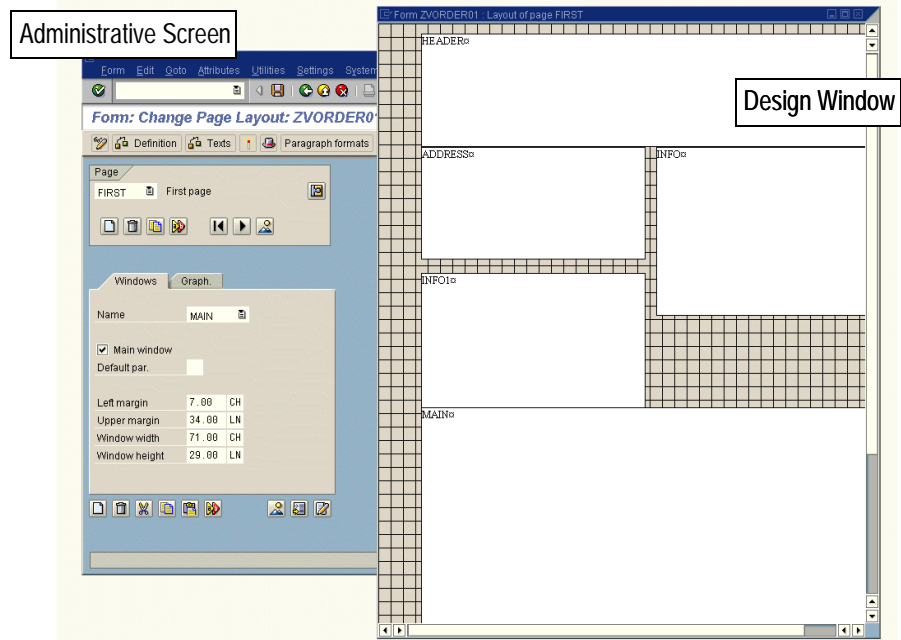 Administrative Screen
Form Edit Goto Attributes Utilities Settings System
Form: Change Page Layout: ZVORDER01
Definition Texts Paragraph formats
Page
FIRST First page
Windows Graph.
Name MAIN
Main window
Default par.
Left margin 7.00 CH
Upper margin 34.00 LN
Window width 71.00 CH
Window height 29.00 LN
Form ZVORDER01 : Layout of page FIRST
HEADER¤
Design Window
ADDRESS¤ INFO¤
INFO1¤
MAIN¤